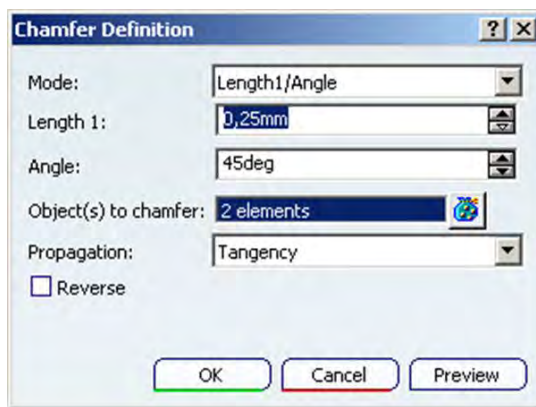 Chamfer Definition
Mode: Length1/Angle
Length 1: 0,25mm
Angle: 45deg
Object(s) to chamfer: 2 elements
Propagation: Tangency
Reverse
OK Cancel Preview